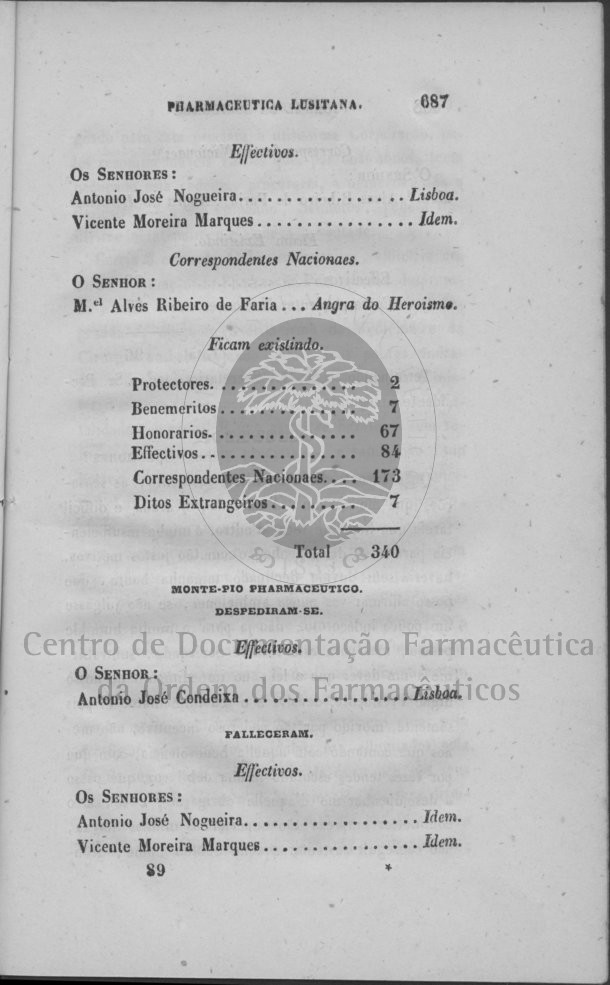 PHARMACEUTICA LUSITANA. 687
Effectivos.
Os Senhores :
Antonio José Nogueira................. Lisboa.
Vicente Moreira Marques................ Idem.
Correspondentes Nacionaes.
O Senhor :
M.el Alves Ribeiro de Faria... Angra do Heroismo.
Ficam existindo.
Protectores............... 2
Benemeritos............... 7
Honorarios................ 67
Effectivos................ 84
Correspondentes Nacionaes.... 173
Ditos Extrangeiros......... 7
Total 340
1835
MONTE-PIO PHARMACEUTICO.
DESPEDIRAM-SE.
Centro de Documentação Farmacêutica
Effectivos.
O Senhor :
da Ordem dos Farmacêuticos
Antonio José Condeixa.................. Lisboa.
FALLECERAM.
Effectivos.
Os Senhores :
Antonio José Nogueira.................. Idem.
Vicente Moreira Marques................ Idem.
89 *